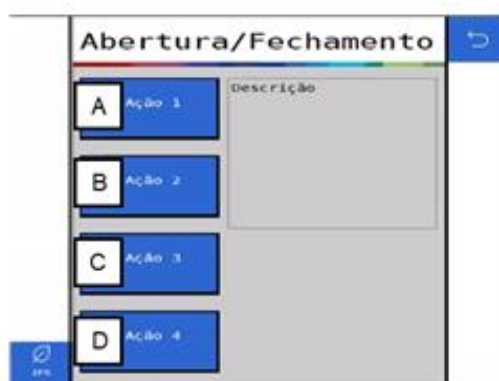 Abertura/Fechamento
A Ação 1
Descrição
B Ação 2
C Ação 3
D Ação 4